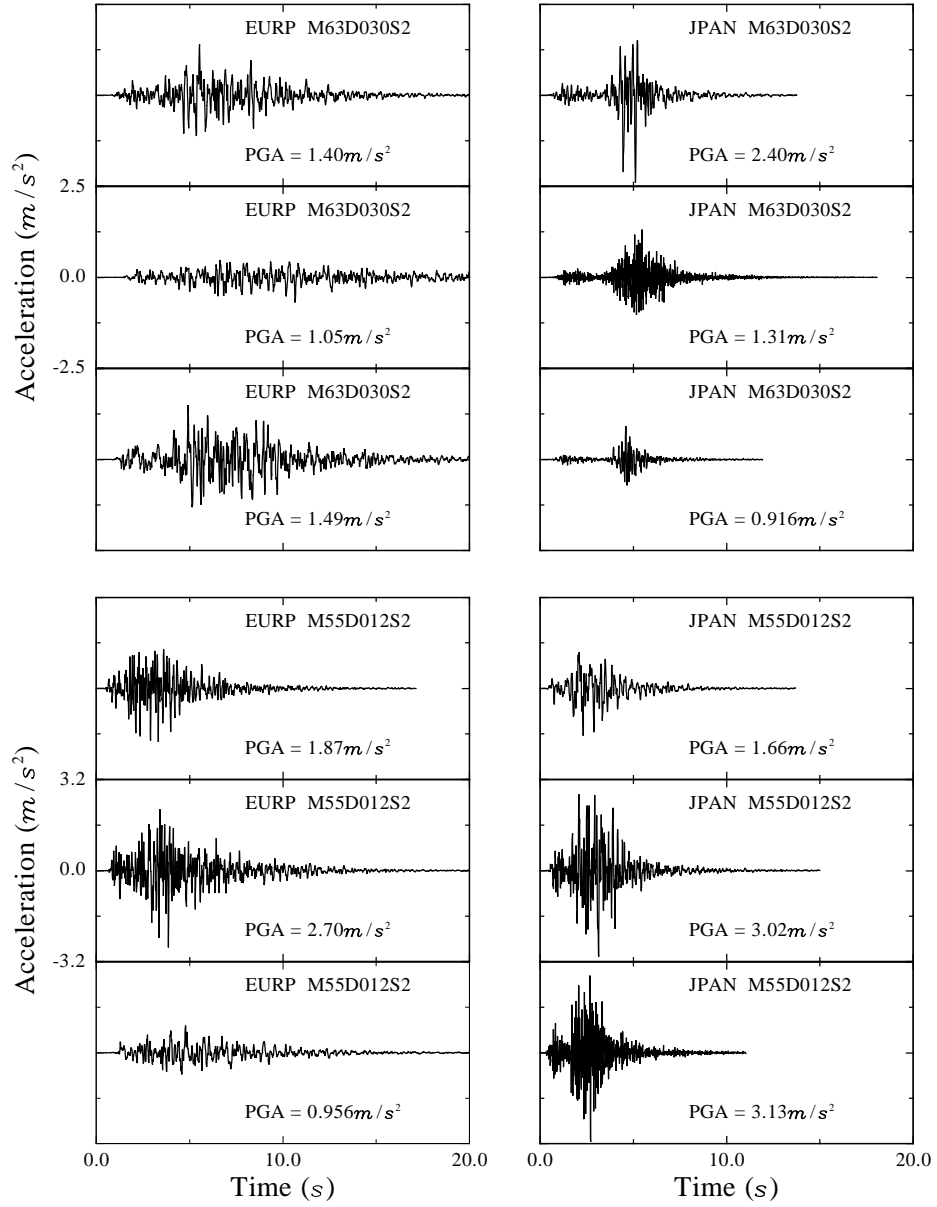 EURP M63D030S2
PGA = 1.40m/s²
JPAN M63D030S2
PGA = 2.40m/s²
Acceleration (m/s²)
2.5
0.0
-2.5
EURP M63D030S2
PGA = 1.05m/s²
JPAN M63D030S2
PGA = 1.31m/s²
EURP M63D030S2
PGA = 1.49m/s²
JPAN M63D030S2
PGA = 0.916m/s²
EURP M55D012S2
PGA = 1.87m/s²
JPAN M55D012S2
PGA = 1.66m/s²
Acceleration (m/s²)
3.2
0.0
-3.2
EURP M55D012S2
PGA = 2.70m/s²
JPAN M55D012S2
PGA = 3.02m/s²
EURP M55D012S2
PGA = 0.956m/s²
JPAN M55D012S2
PGA = 3.13m/s²
0.0 10.0 20.0
Time (s)
0.0 10.0 20.0
Time (s)